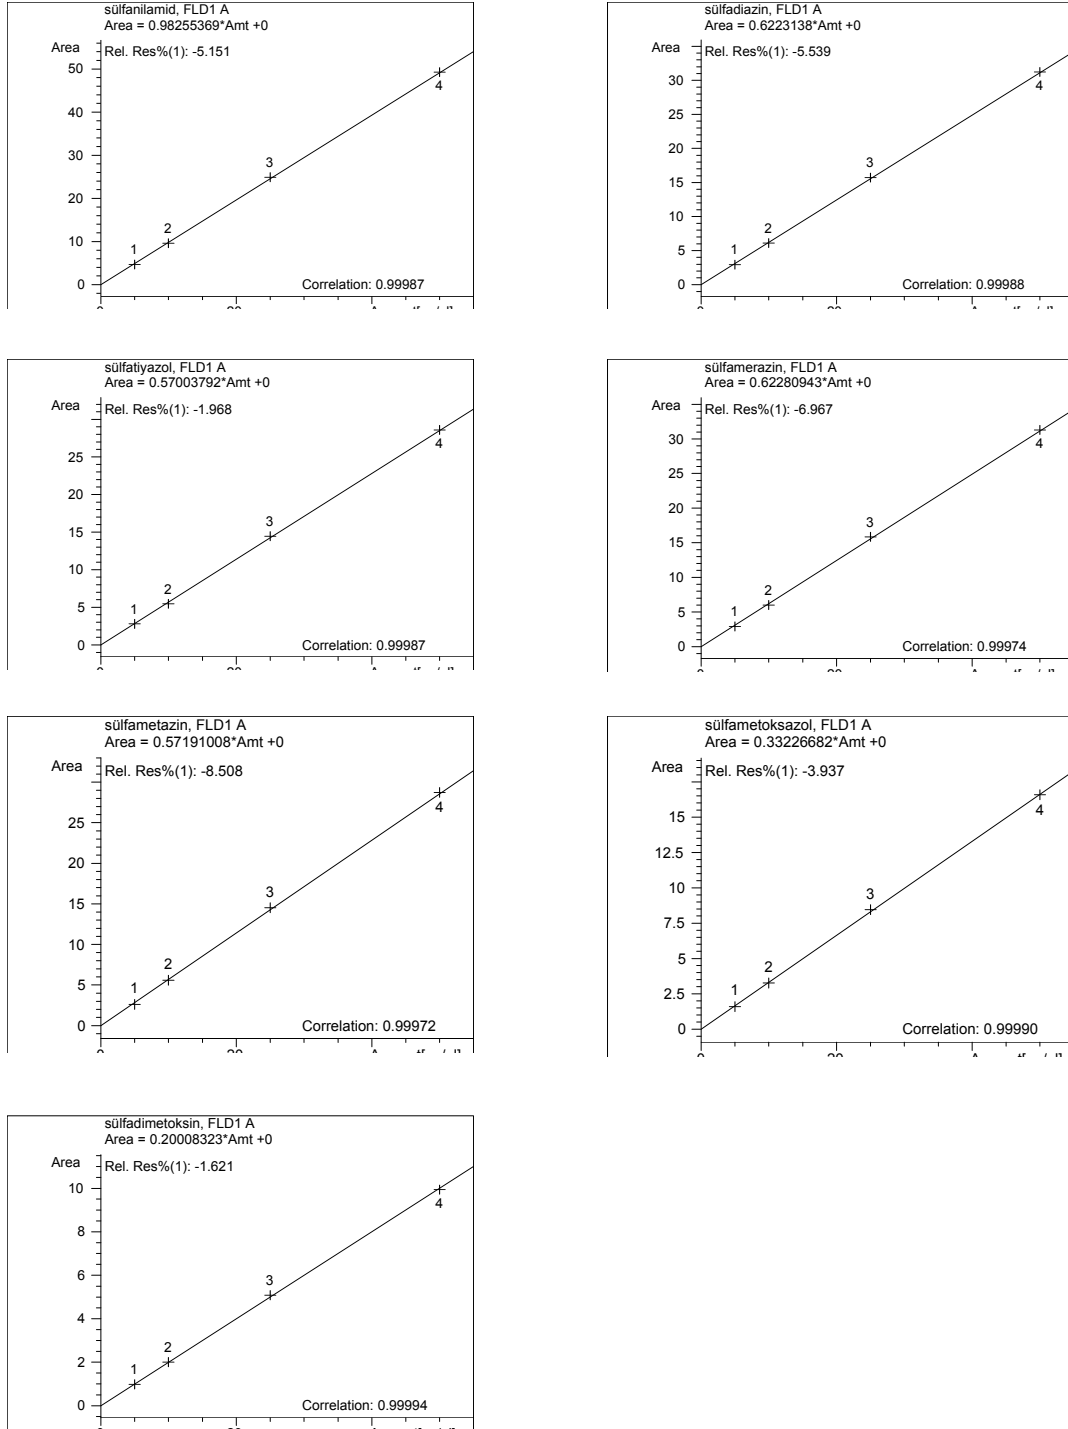 sülfanilamid, FLD1 A
Area = 0.98255369*Amt +0
Area
Rel. Res%(1): -5.151
50
4
40
3
30
20
2
10
1
0
Correlation: 0.99987
sülfadiazin, FLD1 A
Area = 0.6223138*Amt +0
Area
Rel. Res%(1): -5.539
30
4
25
3
20
15
10
2
5
1
0
Correlation: 0.99988
sülfatiyazol, FLD1 A
Area = 0.57003792*Amt +0
Area
Rel. Res%(1): -1.968
4
25
20
3
15
10
2
5
1
0
Correlation: 0.99987
sülfamerazin, FLD1 A
Area = 0.62280943*Amt +0
Area
Rel. Res%(1): -6.967
30
4
25
20
3
15
10
2
5
1
0
Correlation: 0.99974
sülfametazin, FLD1 A
Area = 0.57191008*Amt +0
Area
Rel. Res%(1): -8.508
4
25
20
3
15
10
2
5
1
0
Correlation: 0.99972
sülfametoksazol, FLD1 A
Area = 0.33226682*Amt +0
Area
Rel. Res%(1): -3.937
15
4
12.5
3
10
7.5
5
2
2.5
1
0
Correlation: 0.99990
sülfadimetoksin, FLD1 A
Area = 0.20008323*Amt +0
Area
Rel. Res%(1): -1.621
10
4
8
6
3
4
2
2
1
0
Correlation: 0.99994